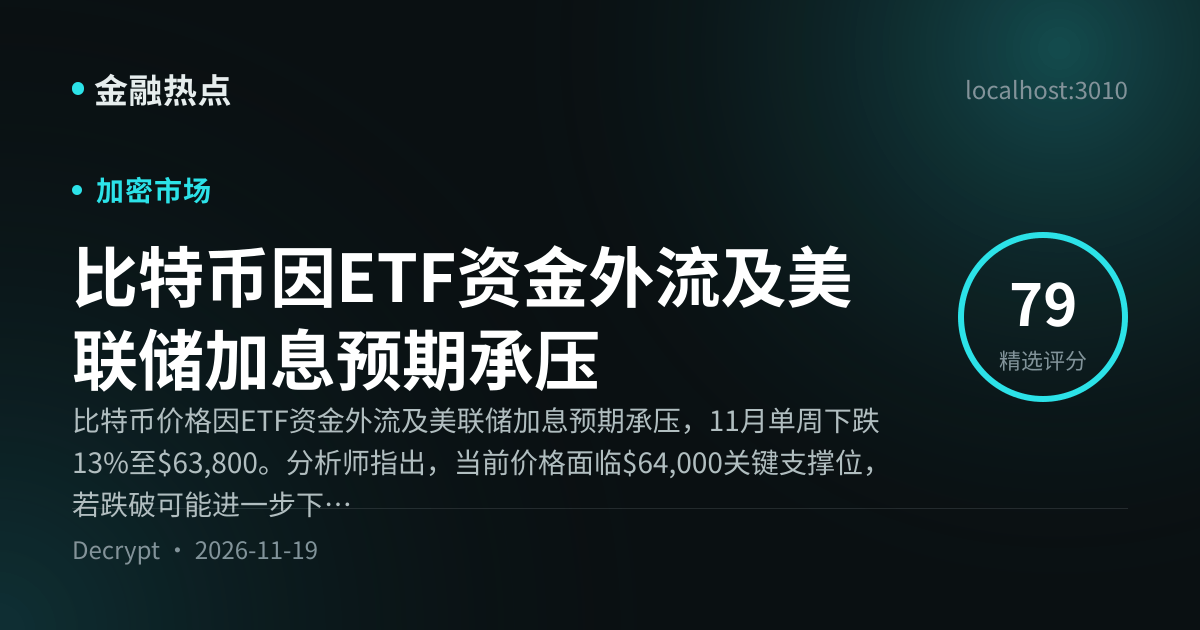 金融热点
localhost:3010
加密市场
比特币因ETF资金外流及美
联储加息预期承压
79
精选评分
比特币价格因ETF资金外流及美联储加息预期承压，11月单周下跌
13%至$63,800。分析师指出，当前价格面临$64,000关键支撑位，
若跌破可能进一步下…
Decrypt • 2026-11-19